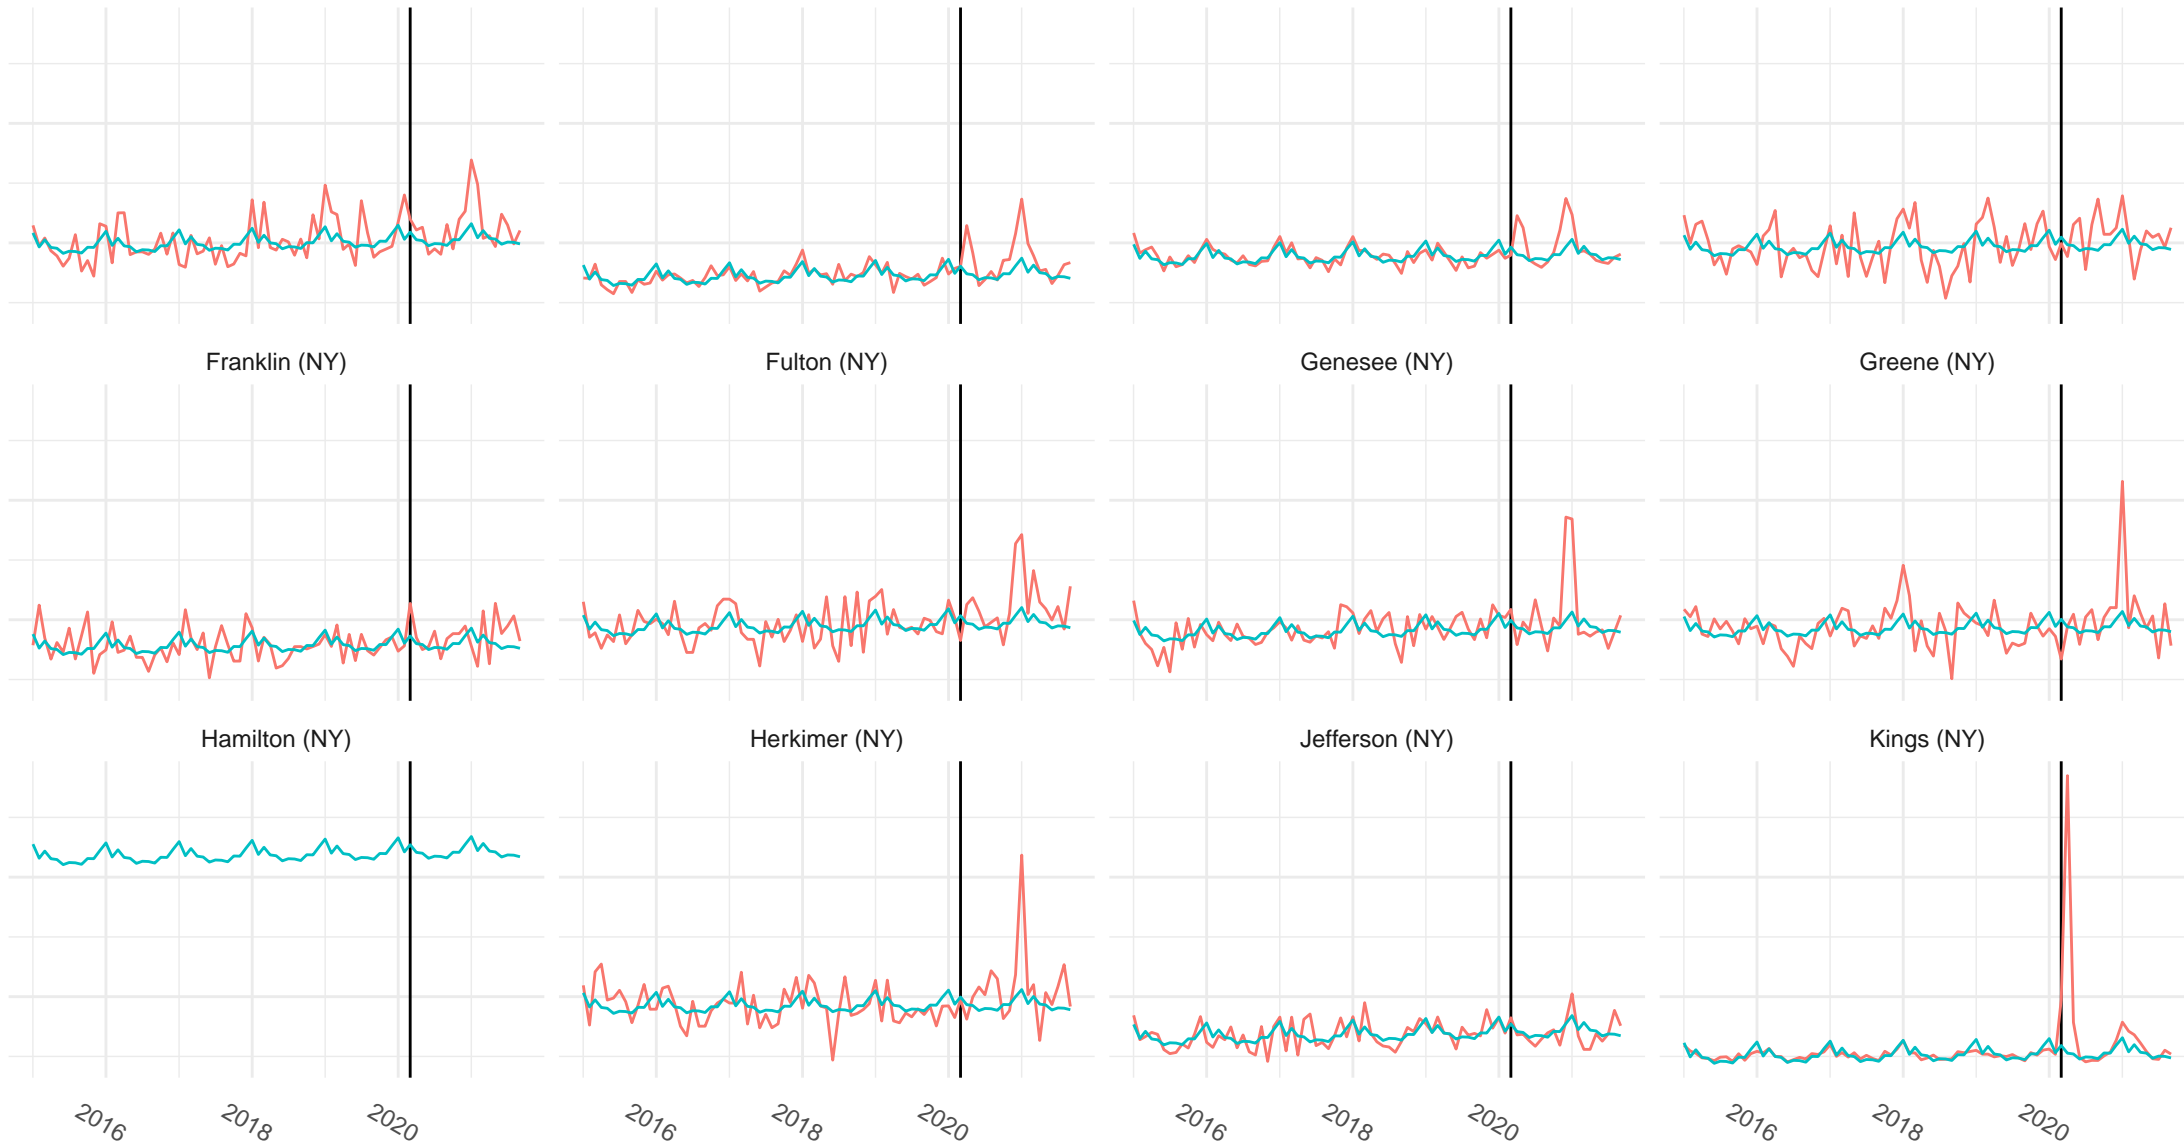 Franklin (NY) Fulton (NY) Genesee (NY) Greene (NY)
Hamilton (NY) Herkimer (NY) Jefferson (NY) Kings (NY)
2016 2018 2020 2016 2018 2020 2016 2018 2020 2016 2018 2020